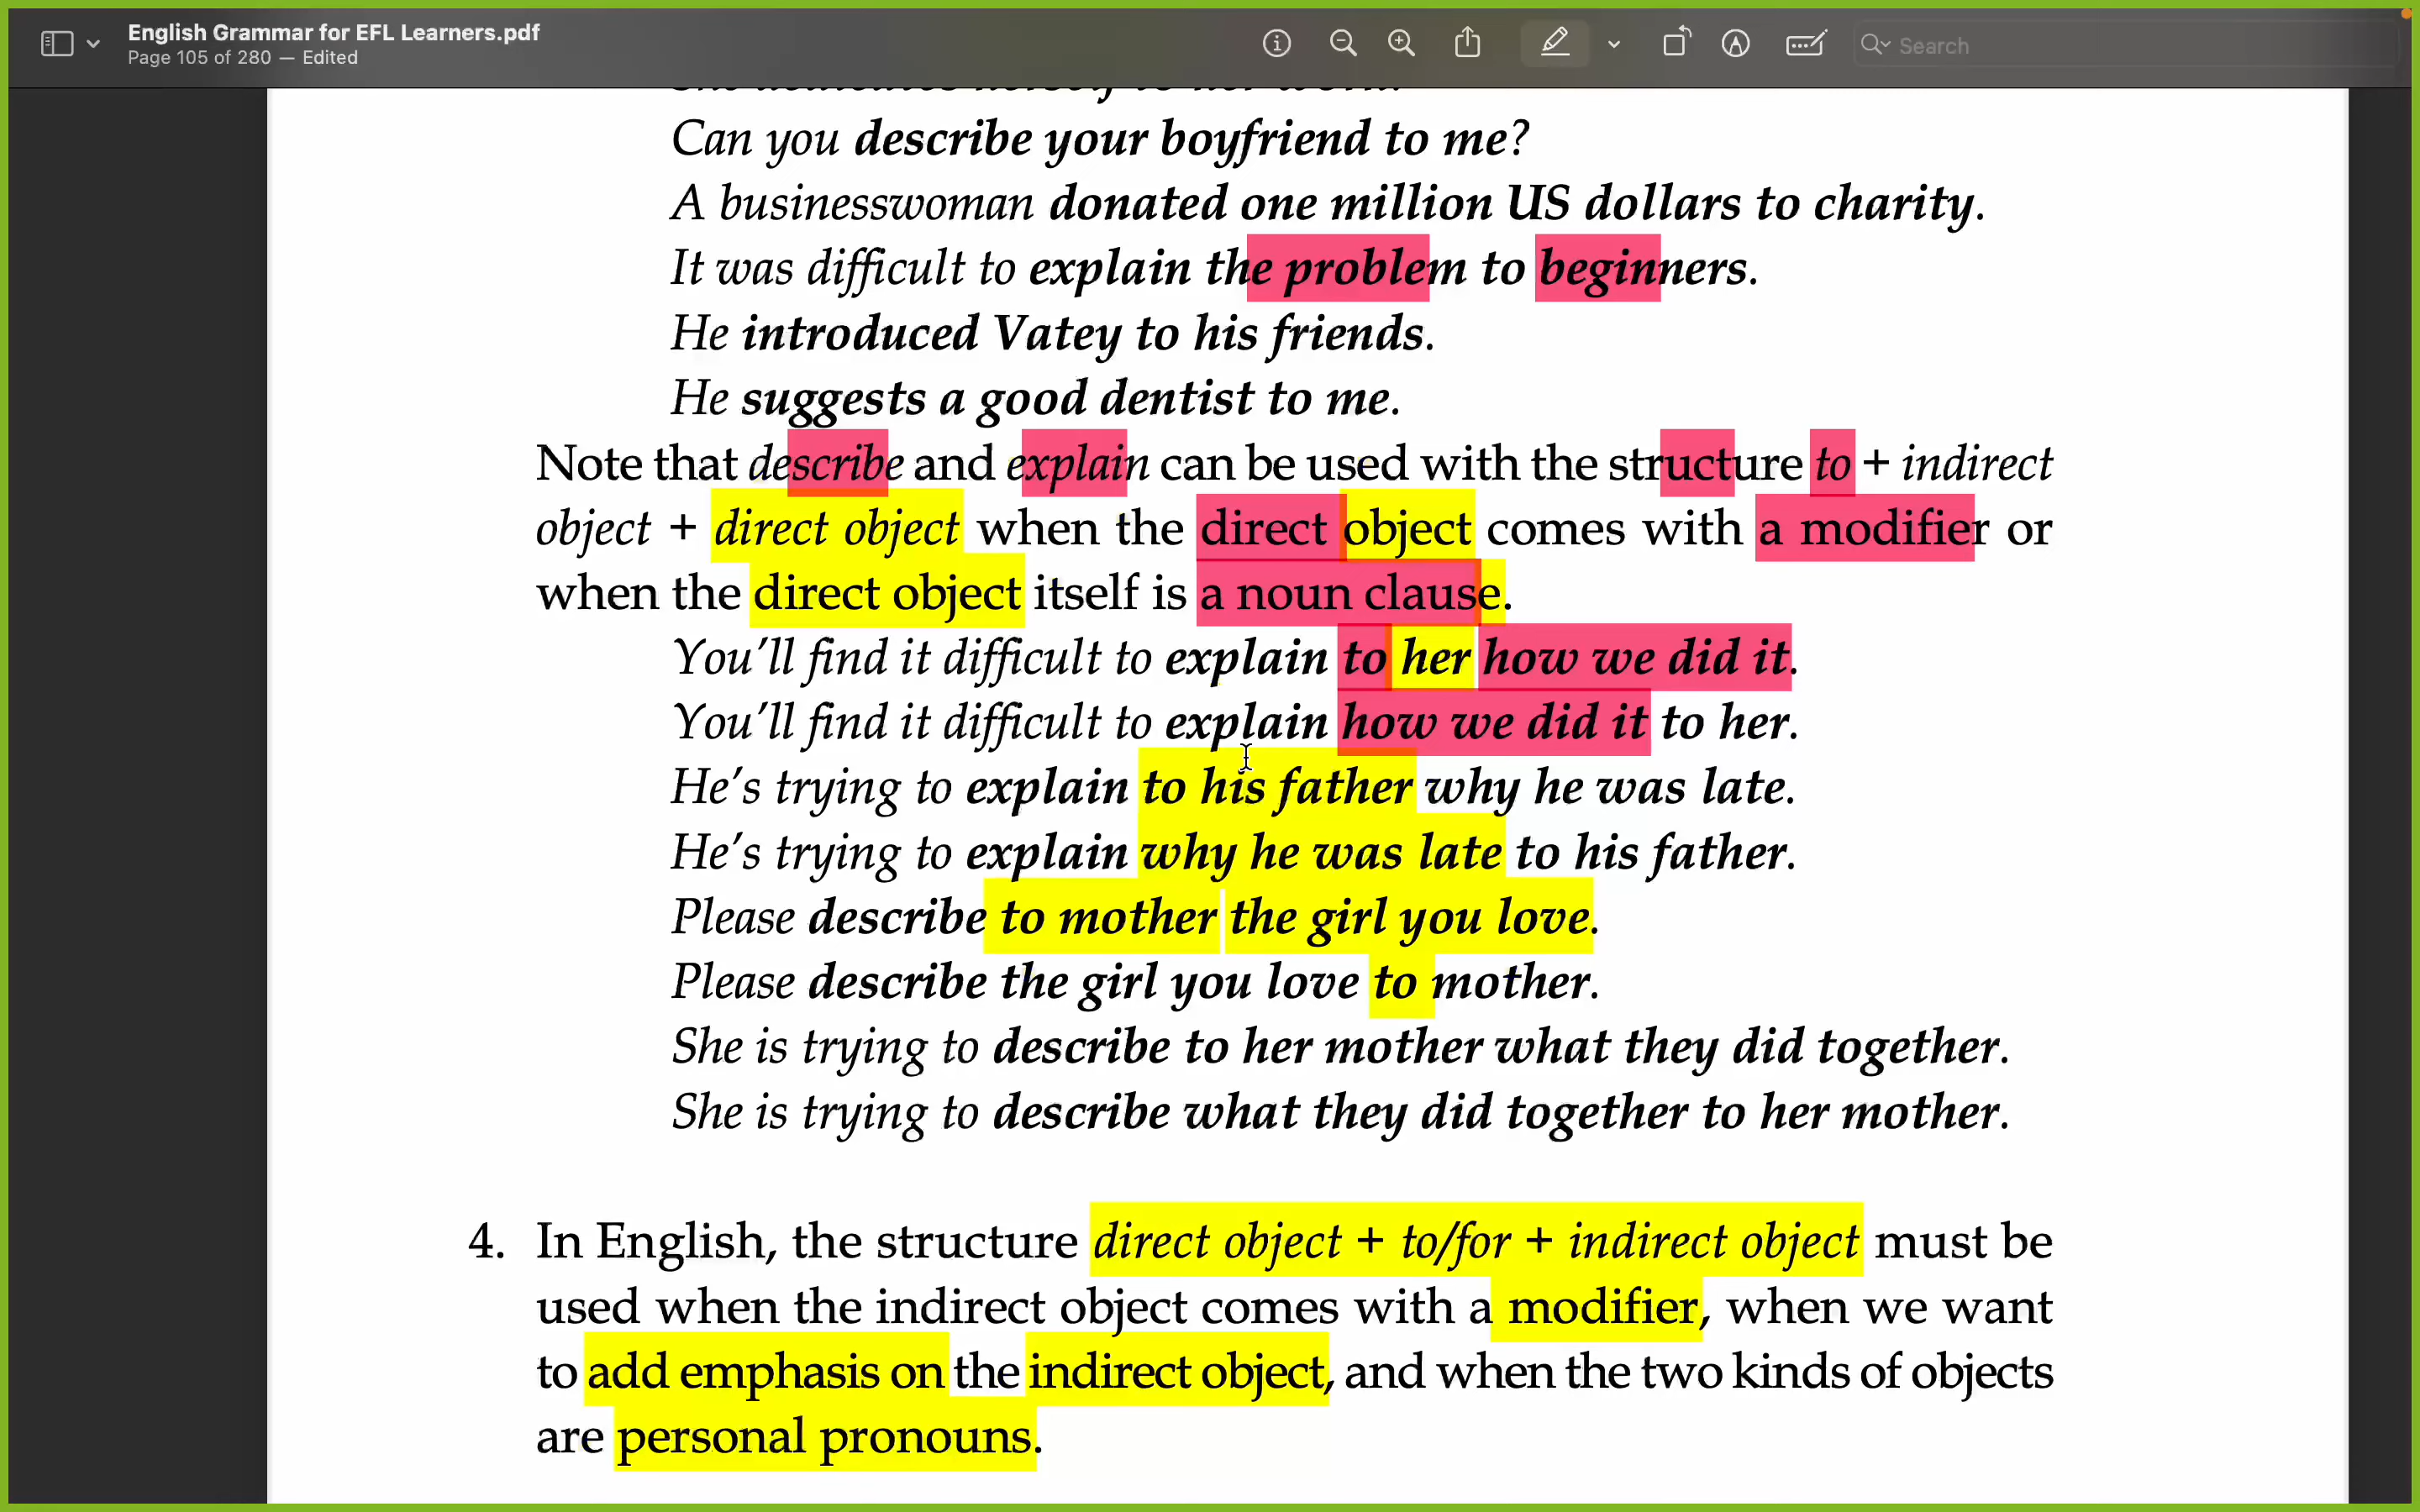 English Grammar for EFL Learners.pdf
Page 105 of 280 — Edited
Search
Can you describe your boyfriend to me?
A businesswoman donated one million US dollars to charity.
It was difficult to explain the problem to beginners.
He introduced Vatey to his friends.
He suggests a good dentist to me.
Note that describe and explain can be used with the structure to + indirect
object + direct object when the direct object comes with a modifier or
when the direct object itself is a noun clause.
You'll find it difficult to explain to her how we did it.
You'll find it difficult to explain how we did it to her.
He's trying to explain to his father why he was late.
He's trying to explain why he was late to his father.
Please describe to mother the girl you love.
Please describe the girl you love to mother.
She is trying to describe to her mother what they did together.
She is trying to describe what they did together to her mother.
4. In English, the structure direct object + to/for + indirect object must be
used when the indirect object comes with a modifier, when we want
to add emphasis on the indirect object, and when the two kinds of objects
are personal pronouns.